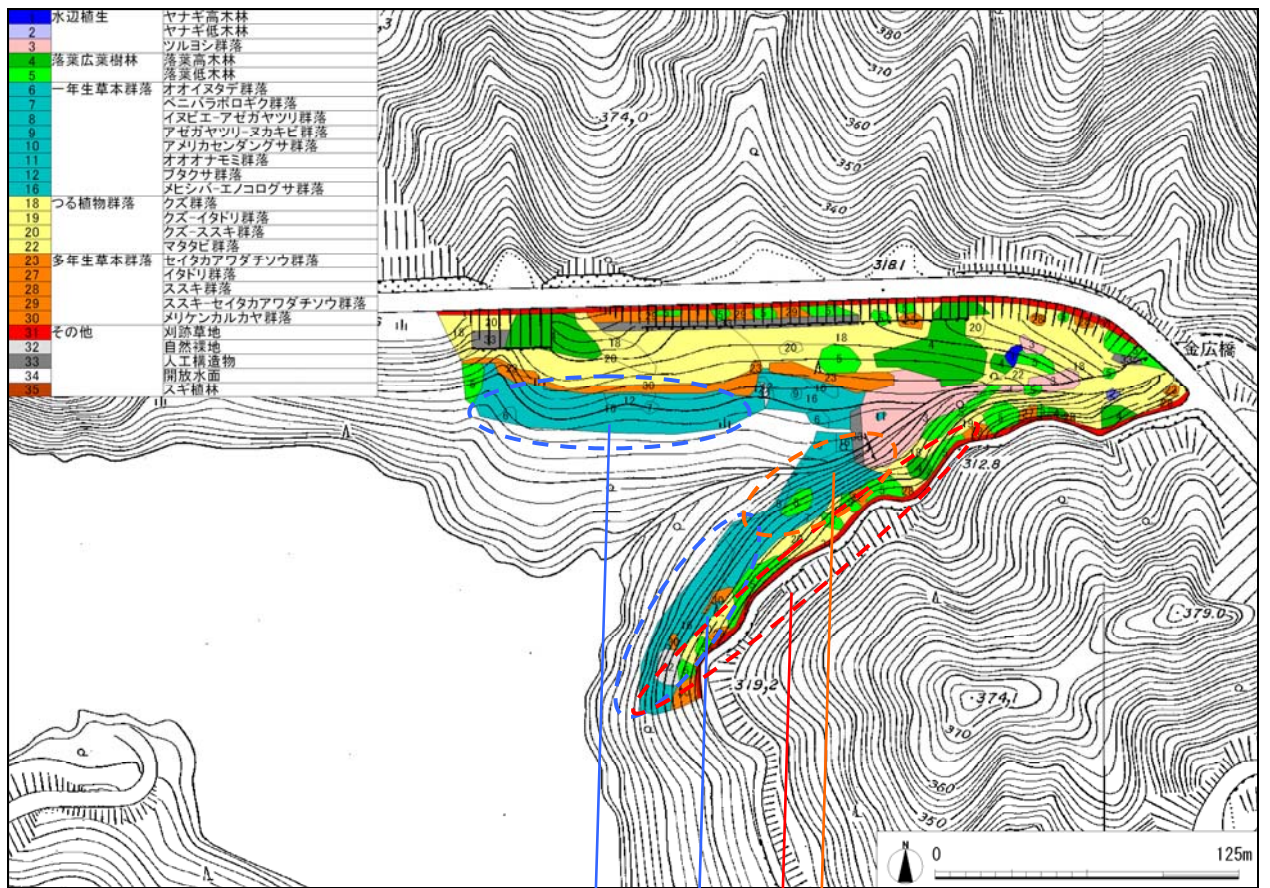 1 水辺植生 ヤナギ高木林
2 ヤナギ低木林
3 ツルヨシ群落
4 落葉広葉樹林 落葉高木林
5 落葉低木林
6 一年生草本群落 オオイヌタデ群落
7 ベニバラボロギク群落
8 イヌビエ-アゼガヤツリ群落
9 アゼガヤツリ-ヌカキビ群落
10 アメリカセンダングサ群落
11 オオオナモミ群落
12 ブタクサ群落
16 メヒシバ-エノコログサ群落
18 つる植物群落 クズ群落
19 クズ-イタドリ群落
20 クズ-ススキ群落
22 マタタビ群落
23 多年生草本群落 セイタカアワダチソウ群落
27 イタドリ群落
28 ススキ群落
29 ススキ-セイタカアワダチソウ群落
30 メリケンカルカヤ群落
31 その他 刈跡草地
32 自然裸地
33 人工構造物
34 開放水面
35 スギ植林
374,0
380
370
360
350
340
318.1
金広橋
312.8
379.0
319,2
374,1
370
360
350
N
0 125m